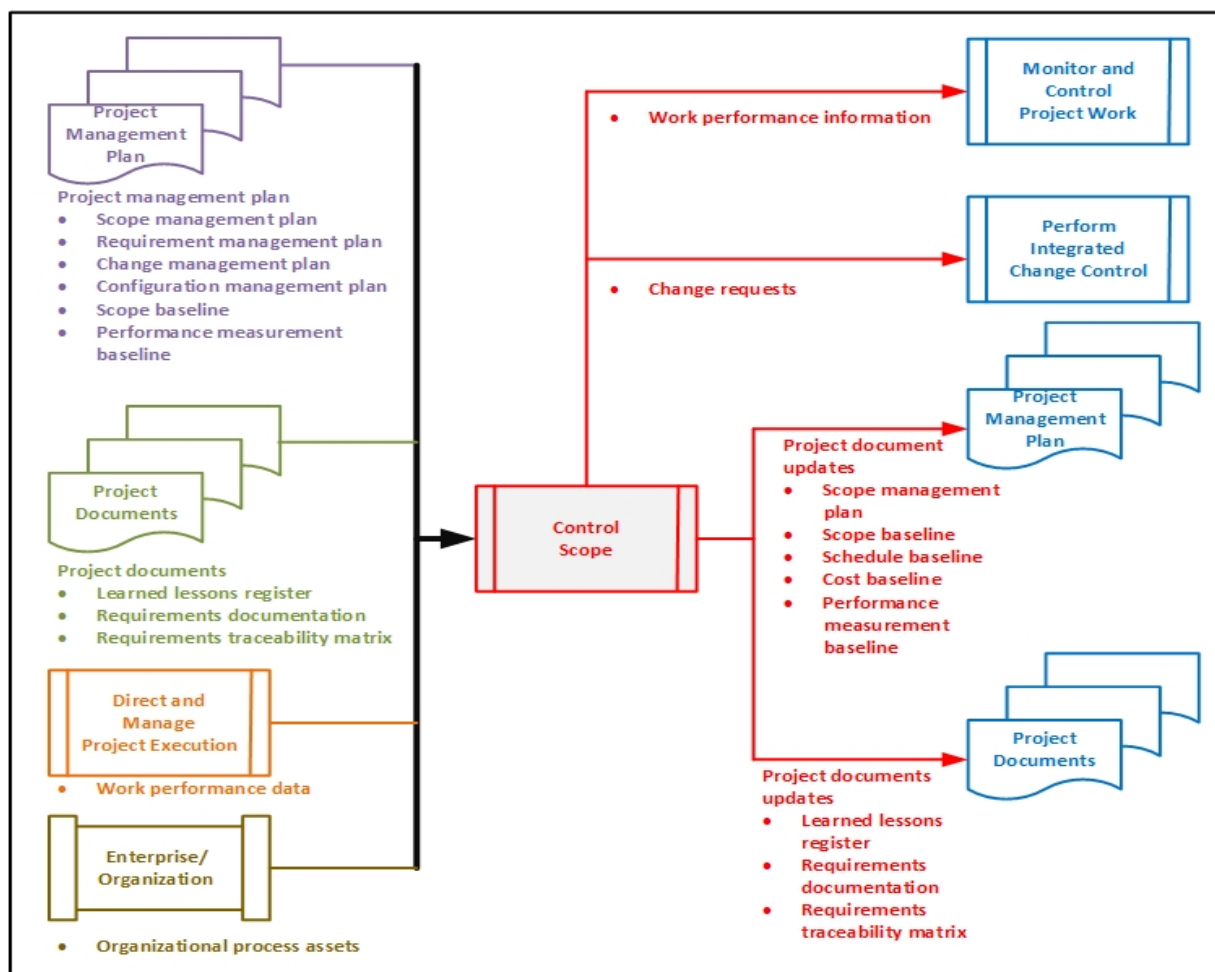 Project
Management
Plan
Project management plan
• Scope management plan
• Requirement management plan
• Change management plan
• Configuration management plan
• Scope baseline
• Performance measurement
baseline
Project
Documents
Project documents
• Learned lessons register
• Requirements documentation
• Requirements traceability matrix
Direct and
Manage
Project Execution
• Work performance data
Enterprise/
Organization
• Organizational process assets
Control
Scope
• Work performance information
Monitor and
Control
Project Work
• Change requests
Perform
Integrated
Change Control
Project
Management
Plan
Project document
updates
• Scope management
plan
• Scope baseline
• Schedule baseline
• Cost baseline
• Performance
measurement
baseline
Project
Documents
Project documents
updates
• Learned lessons
register
• Requirements
documentation
• Requirements
traceability matrix